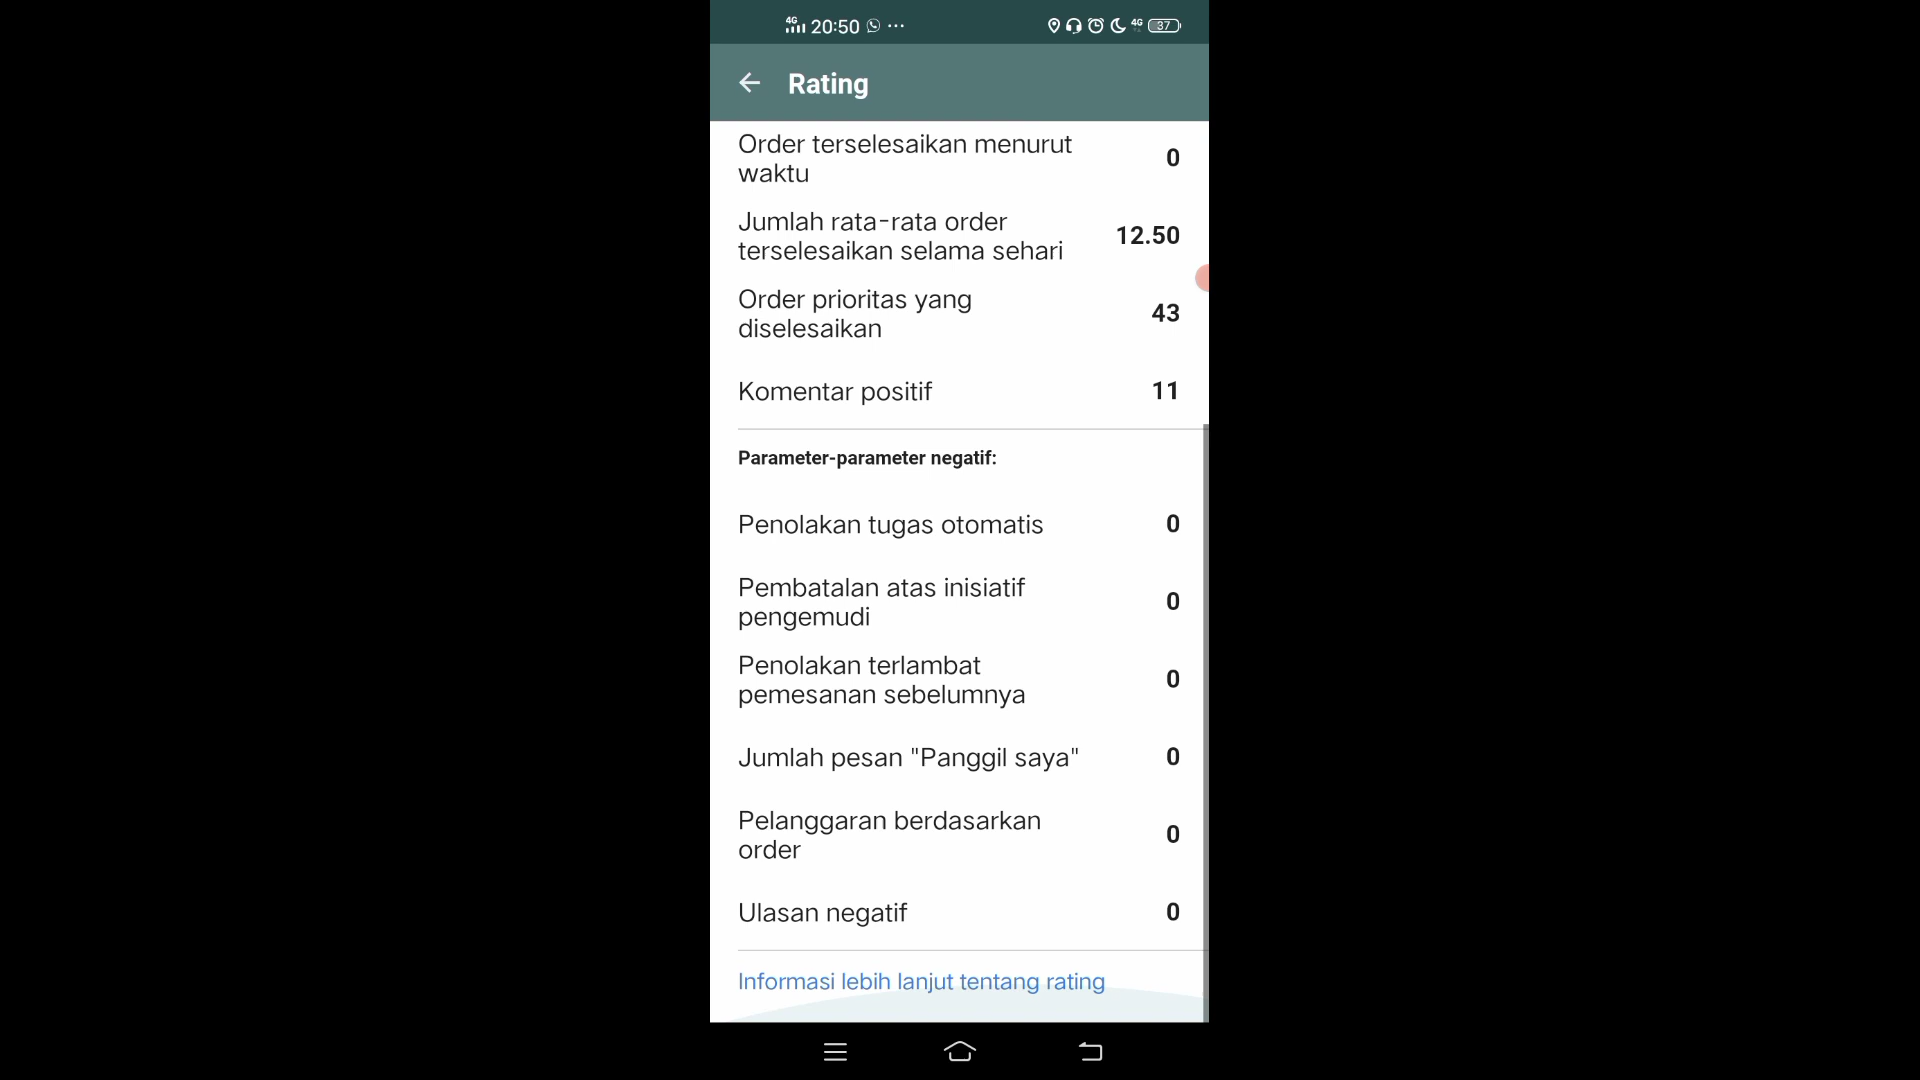 4G 20:50 ... 4G 37
Rating
Order terselesaikan menurut
waktu
0
Jumlah rata-rata order
terselesaikan selama sehari
12.50
Order prioritas yang
diselesaikan
43
Komentar positif 11
Parameter-parameter negatif:
Penolakan tugas otomatis 0
Pembatalan atas inisiatif
pengemudi
0
Penolakan terlambat
pemesanan sebelumnya
0
Jumlah pesan "Panggil saya" 0
Pelanggaran berdasarkan
order
0
Ulasan negatif 0
Informasi lebih lanjut tentang rating